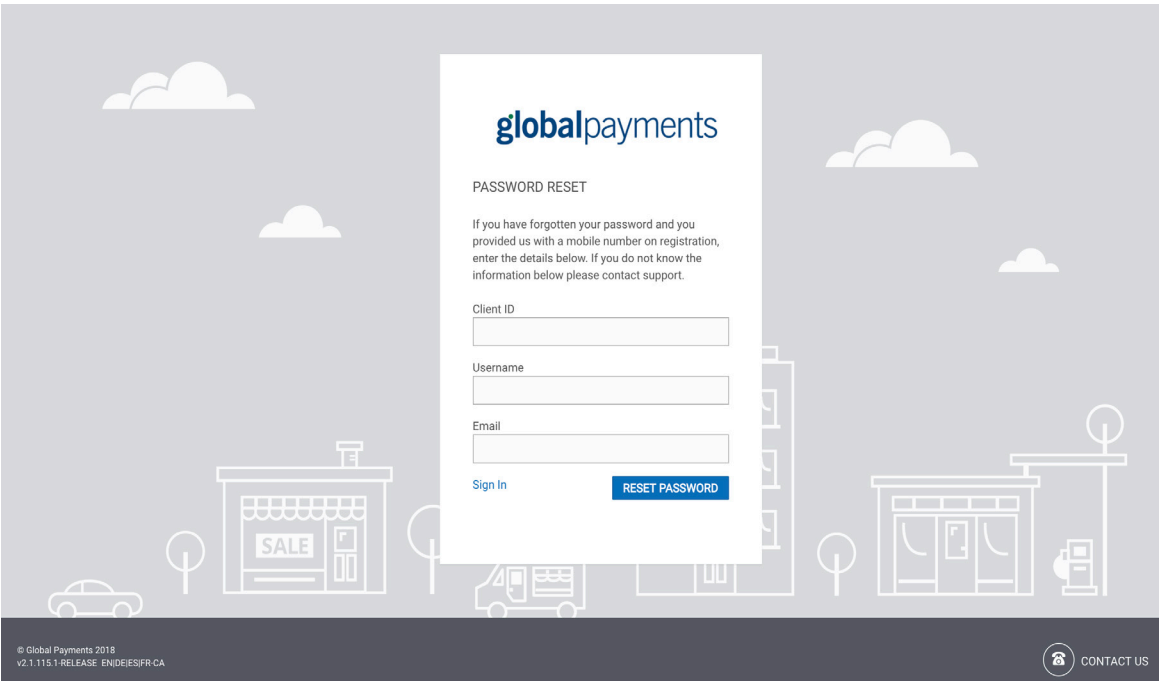 globalpayments
PASSWORD RESET
If you have forgotten your password and you
provided us with a mobile number on registration,
enter the details below. If you do not know the
information below please contact support.
Client ID
Username
Email
Sign In
RESET PASSWORD
SALE
© Global Payments 2018
v2.1.115.1-RELEASE EN|DE|ES|FR-CA
CONTACT US